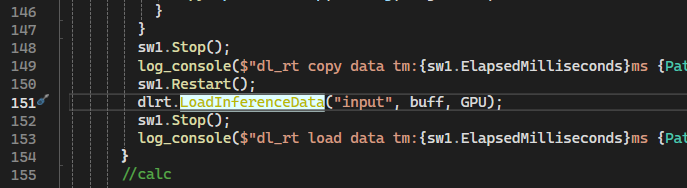 146 }
147 }
148 sw1.Stop();
149 log_console($"dl_rt copy data tm:{sw1.ElapsedMilliseconds}ms {Pat
150 sw1.Restart();
151 dlrt.LoadInferenceData("input", buff, GPU);
152 sw1.Stop();
153 log_console($"dl_rt load data tm:{sw1.ElapsedMilliseconds}ms {Pat
154 }
155 //calc